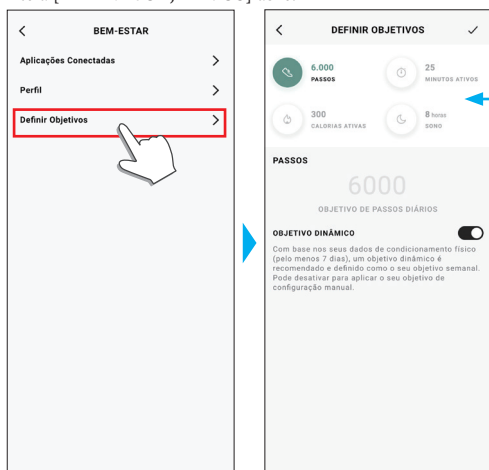 BEM-ESTAR
Aplicações Conectadas
Perfil
Definir Objetivos
DEFINIR OBJETIVOS
6.000
PASSOS
25
MINUTOS ATIVOS
300
CALORIAS ATIVAS
8 horas
SONO
PASSOS
6000
OBJETIVO DE PASSOS DIÁRIOS
OBJETIVO DINÂMICO
Com base nos seus dados de condicionamento físico
(pelo menos 7 dias), um objetivo dinâmico é
recomendado e definido como o seu objetivo semanal.
Pode desativar para aplicar o seu objetivo de
configuração manual.